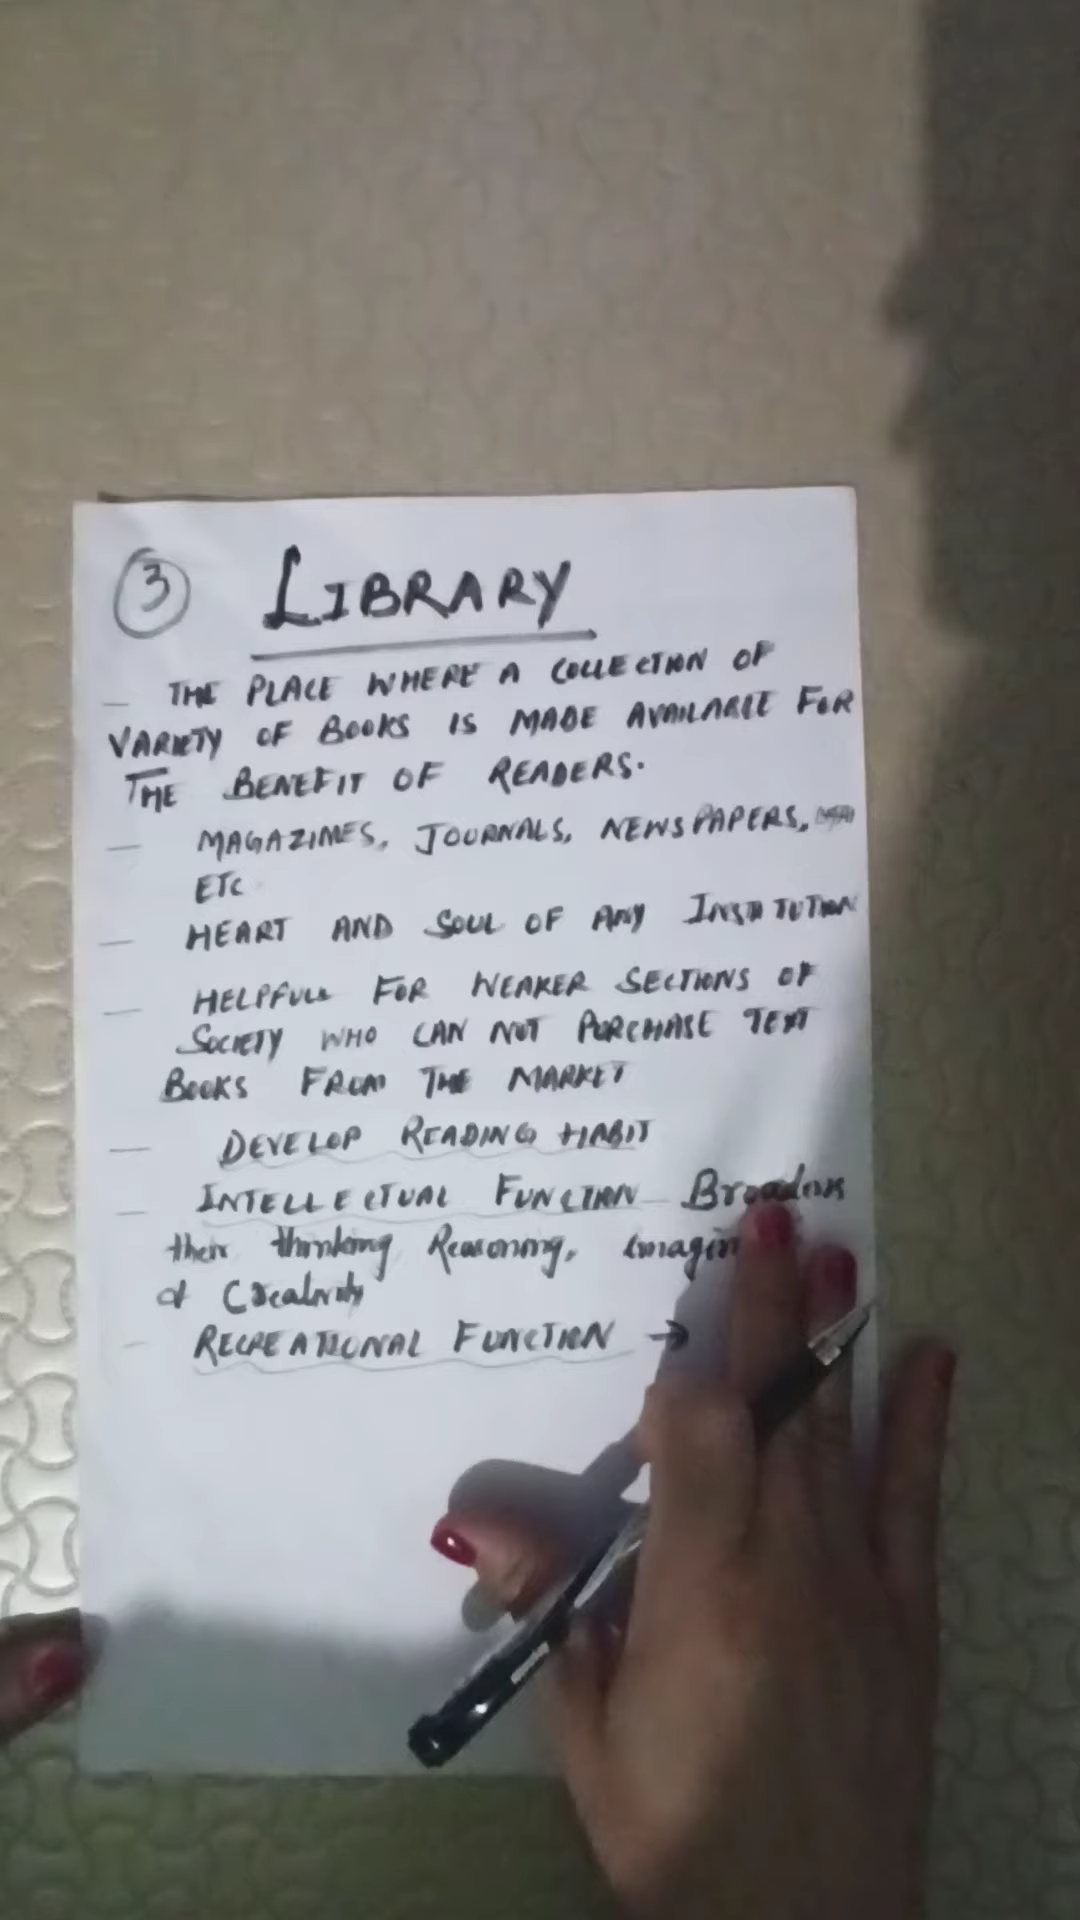 3 LIBRARY
— THE PLACE WHERE A COLLECTION OF
VARIETY OF BOOKS IS MADE AVAILABLE FOR
THE BENEFIT OF READERS.
— MAGAZINES, JOURNALS, NEWSPAPERS,
ETC
— HEART AND SOUL OF ANY INSTITUTION
— HELPFULL FOR WEAKER SECTIONS OF
SOCIETY WHO CAN NOT PURCHASE TEXT
BOOKS FROM THE MARKET
— DEVELOP READING HABIT
— INTELLECTUAL FUNCTION Broadens
their thinking Reasoning,
& Creativity
— RECREATIONAL FUNCTION →